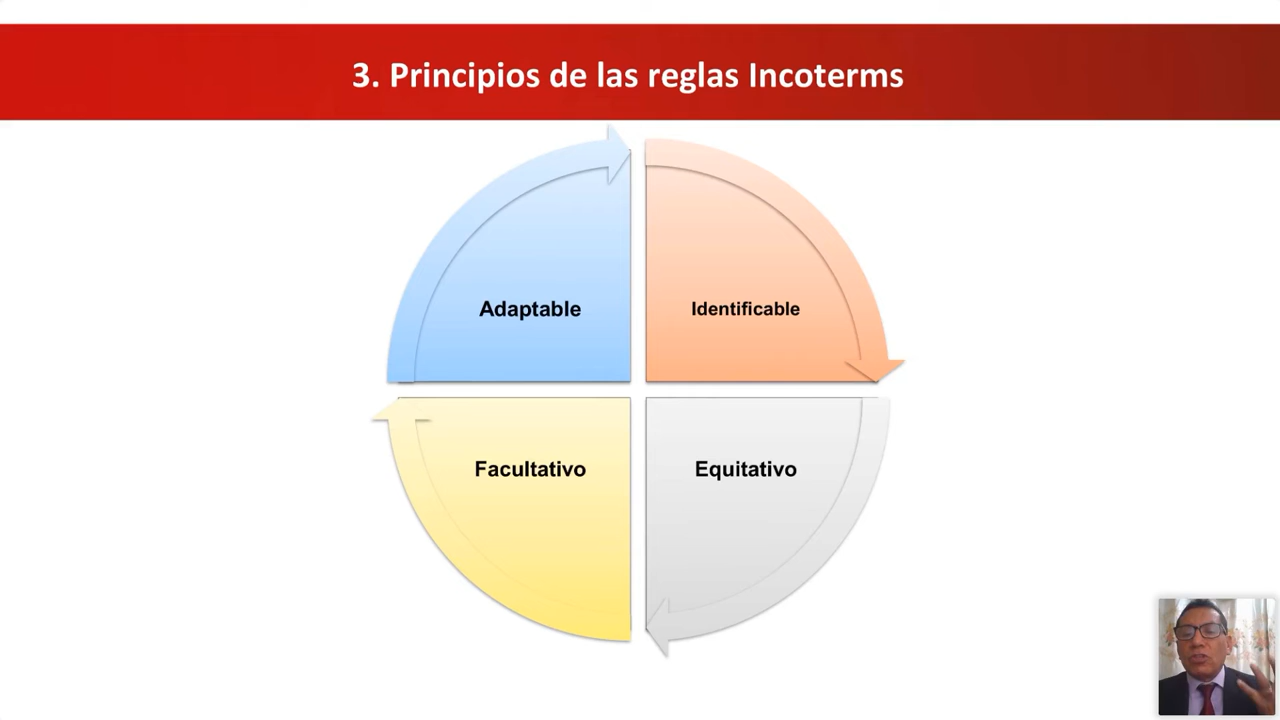 3. Principios de las reglas Incoterms
Adaptable
Identificable
Facultativo
Equitativo